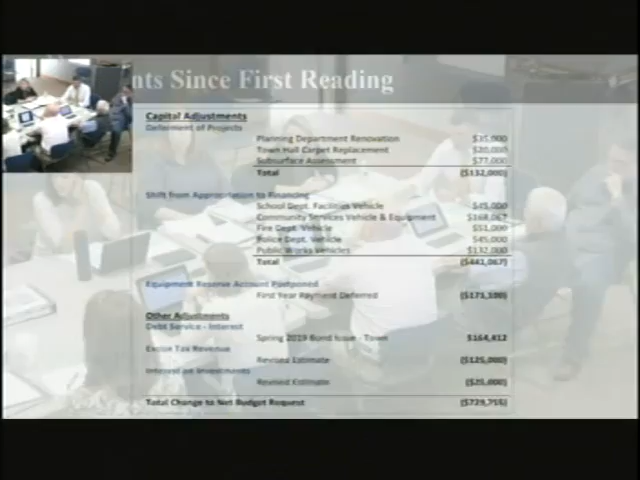 nts Since First Reading
Capital Adjustments
Deferment of Projects
Planning Department Renovation $35,000
Town Hall Carpet Replacement $20,000
Subsurface Assessment $77,000
Total ($132,000)
Shift from Appropriation to Financing
School Dept. Facilities Vehicle $45,000
Community Services Vehicle & Equipment $168,067
Fire Dept. Vehicle $51,000
Police Dept. Vehicle $45,000
Public Works Vehicles $132,000
Total ($441,067)
Equipment Reserve Account Postponed
First Year Payment Deferred ($171,100)
Other Adjustments
Debt Service - Interest
Spring 2019 Bond Issue - Town $164,412
Excise Tax Revenue
Revised Estimate ($125,000)
Interest on Investments
Revised Estimate ($25,000)
Total Change to Net Budget Request ($729,755)